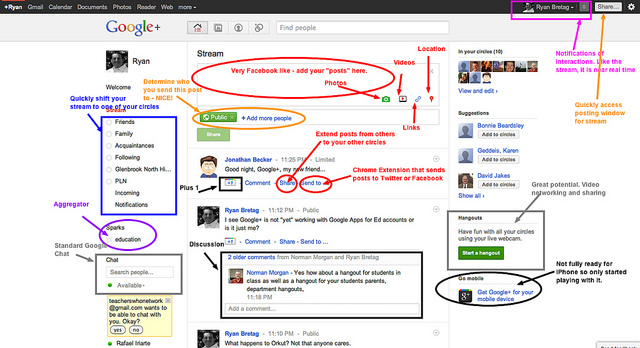 +Ryan Gmail Calendar Documents Photos Reader Web more
Ryan Bretag
0
Share...
Google+
Find people
Ryan
Welcome
Stream
Friends
Family
Acquaintances
Following
Glenbrook North Hi...
PLN
Incoming
Notifications
Quickly shift your
stream to one of your circles
Sparks
education
Aggregator
Standard Google
Chat
Chat
Search people...
Available
teacherswhonetwork
@gmail.com wants to
be able to chat with
you. Okay?
yes no
Rafael Iriarte
Stream
Very Facebook like - add your "posts" here.
Photos
Videos
Location
Links
Determine who
you send this post
to - NICE!
Public
+ Add more people
Share
Extend posts from others
to your other circles
Jonathan Becker - 11:25 PM - Limited
Good night, Google+, my new friend...
+1 Comment - Share - Send to ...
Plus 1
Chrome Extension that sends
posts to Twitter or Facebook
Ryan Bretag - 11:12 PM - Public
I see Google+ is not "yet" working with Google Apps for Ed accounts or
is it just me?
+1 - Comment - Share - Send to ...
Discussion
2 older comments from Norman Morgan and Ryan Bretag
Norman Morgan - Yes how about a hangout for students in
class as well as a hangout for your students parents,
department hangouts,
11:18 PM
Add a comment...
Ryan Bretag - 11:10 PM - Public
What happens to Orkut? Not that anyone cares.
In your circles (10)
View and edit ›
Suggestions
Bonnie Beardsley
Add to circles
Geddeis, Karen
Add to circles
David Jakes
Add to circles
Show all ›
Hangouts
Have fun with all your
circles using your live webcam.
Start a hangout
Go mobile
Get Google+ for your
mobile device
Notifications of
interactions. Like the
stream, it is near real time
Quickly access
posting window
for stream
Great potential. Video
networking and sharing
Not fully ready for
iPhone so only started
playing with it.